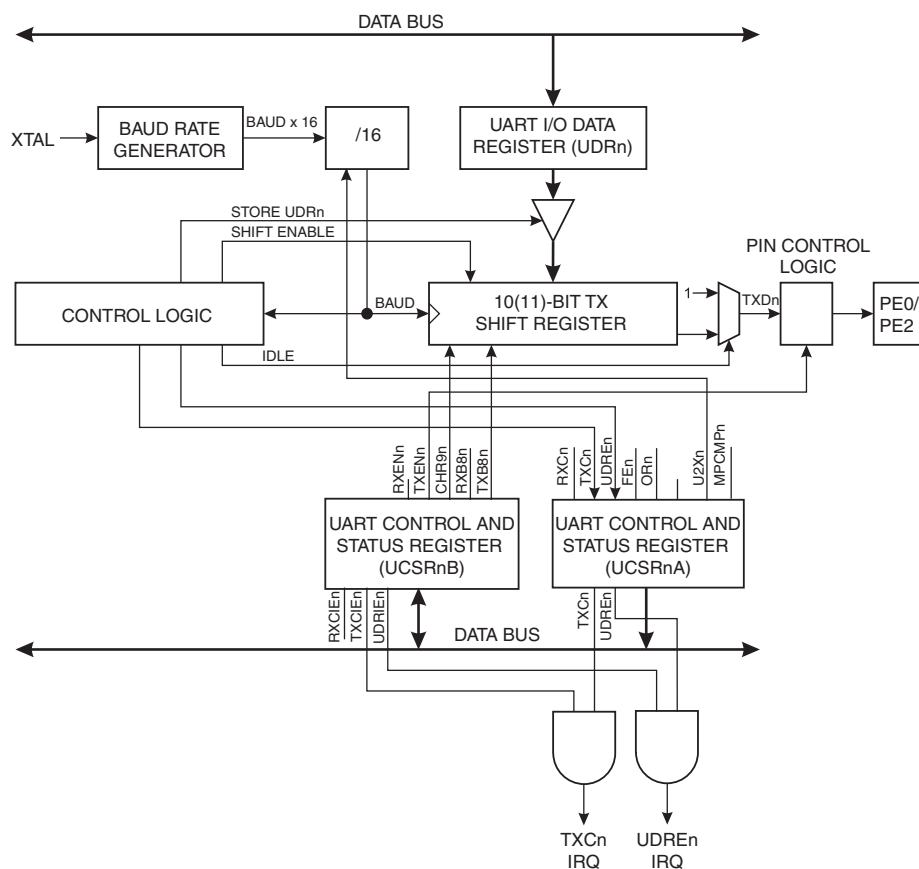 DATA BUS
XTAL
BAUD RATE
GENERATOR
BAUD x 16
/16
UART I/O DATA
REGISTER (UDRn)
STORE UDRn
SHIFT ENABLE
PIN CONTROL
LOGIC
CONTROL LOGIC
BAUD
10(11)-BIT TX
SHIFT REGISTER
1
TXDn
PE0/
PE2
IDLE
RXENn
TXENn
CHR9n
RXB8n
TXB8n
RXCn
TXCn
UDREn
FEn
ORn
U2Xn
MPCMPn
UART CONTROL AND
STATUS REGISTER
(UCSRnB)
UART CONTROL AND
STATUS REGISTER
(UCSRnA)
RXCIEn
TXCIEn
UDRIEn
TXCn
UDREn
DATA BUS
TXCn
IRQ
UDREn
IRQ